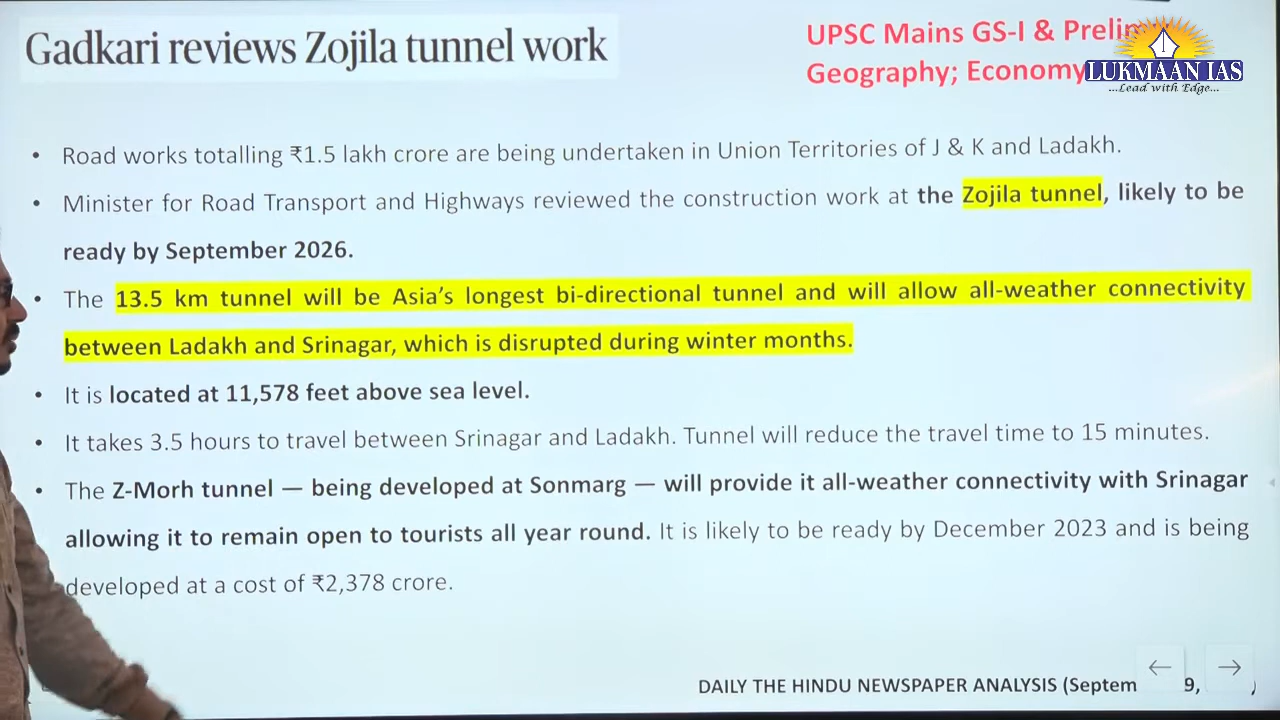 Gadkari reviews Zojila tunnel work
UPSC Mains GS-I & Prelim
Geography; Economy
LUKMAAN IAS
...Lead with Edge...
• Road works totalling ₹1.5 lakh crore are being undertaken in Union Territories of J & K and Ladakh.
• Minister for Road Transport and Highways reviewed the construction work at the Zojila tunnel, likely to be
ready by September 2026.
• The 13.5 km tunnel will be Asia’s longest bi-directional tunnel and will allow all-weather connectivity
between Ladakh and Srinagar, which is disrupted during winter months.
• It is located at 11,578 feet above sea level.
• It takes 3.5 hours to travel between Srinagar and Ladakh. Tunnel will reduce the travel time to 15 minutes.
• The Z-Morh tunnel — being developed at Sonmarg — will provide it all-weather connectivity with Srinagar
allowing it to remain open to tourists all year round. It is likely to be ready by December 2023 and is being
developed at a cost of ₹2,378 crore.
DAILY THE HINDU NEWSPAPER ANALYSIS (Septem 9, )